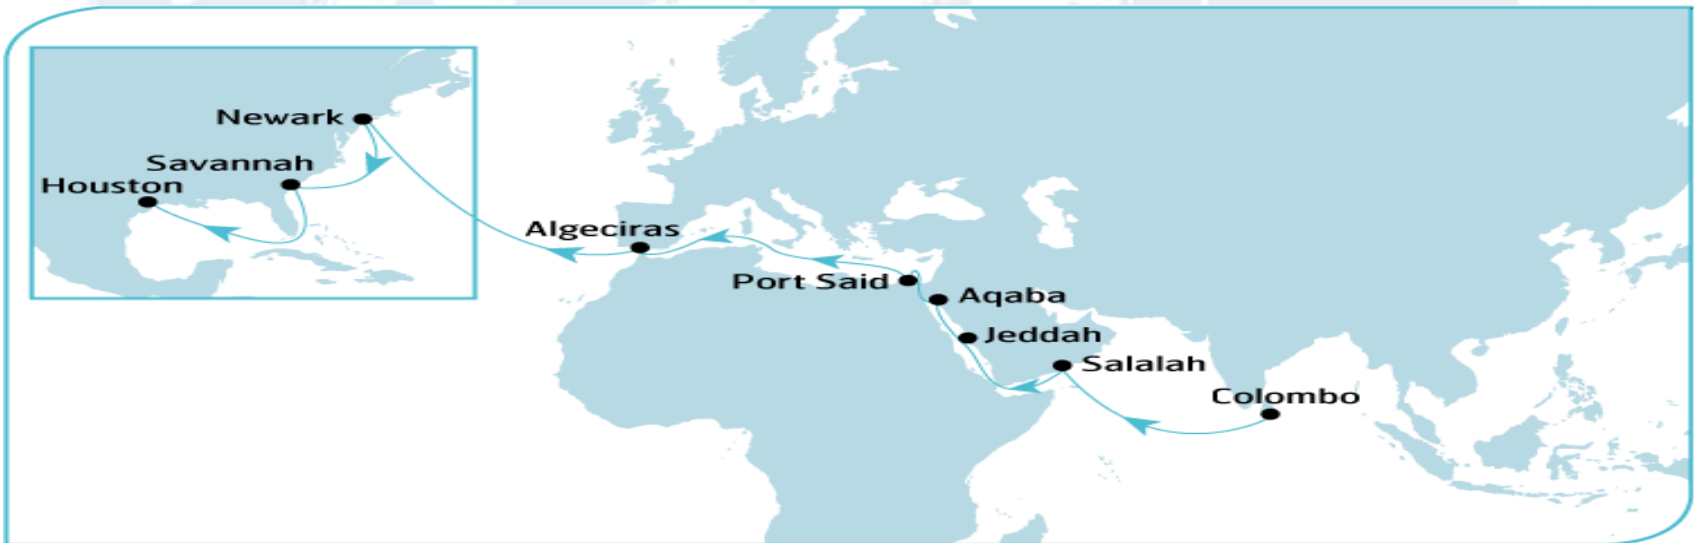 Newark
Savannah
Houston
Algeciras
Port Said
Aqaba
Jeddah
Salalah
Colombo